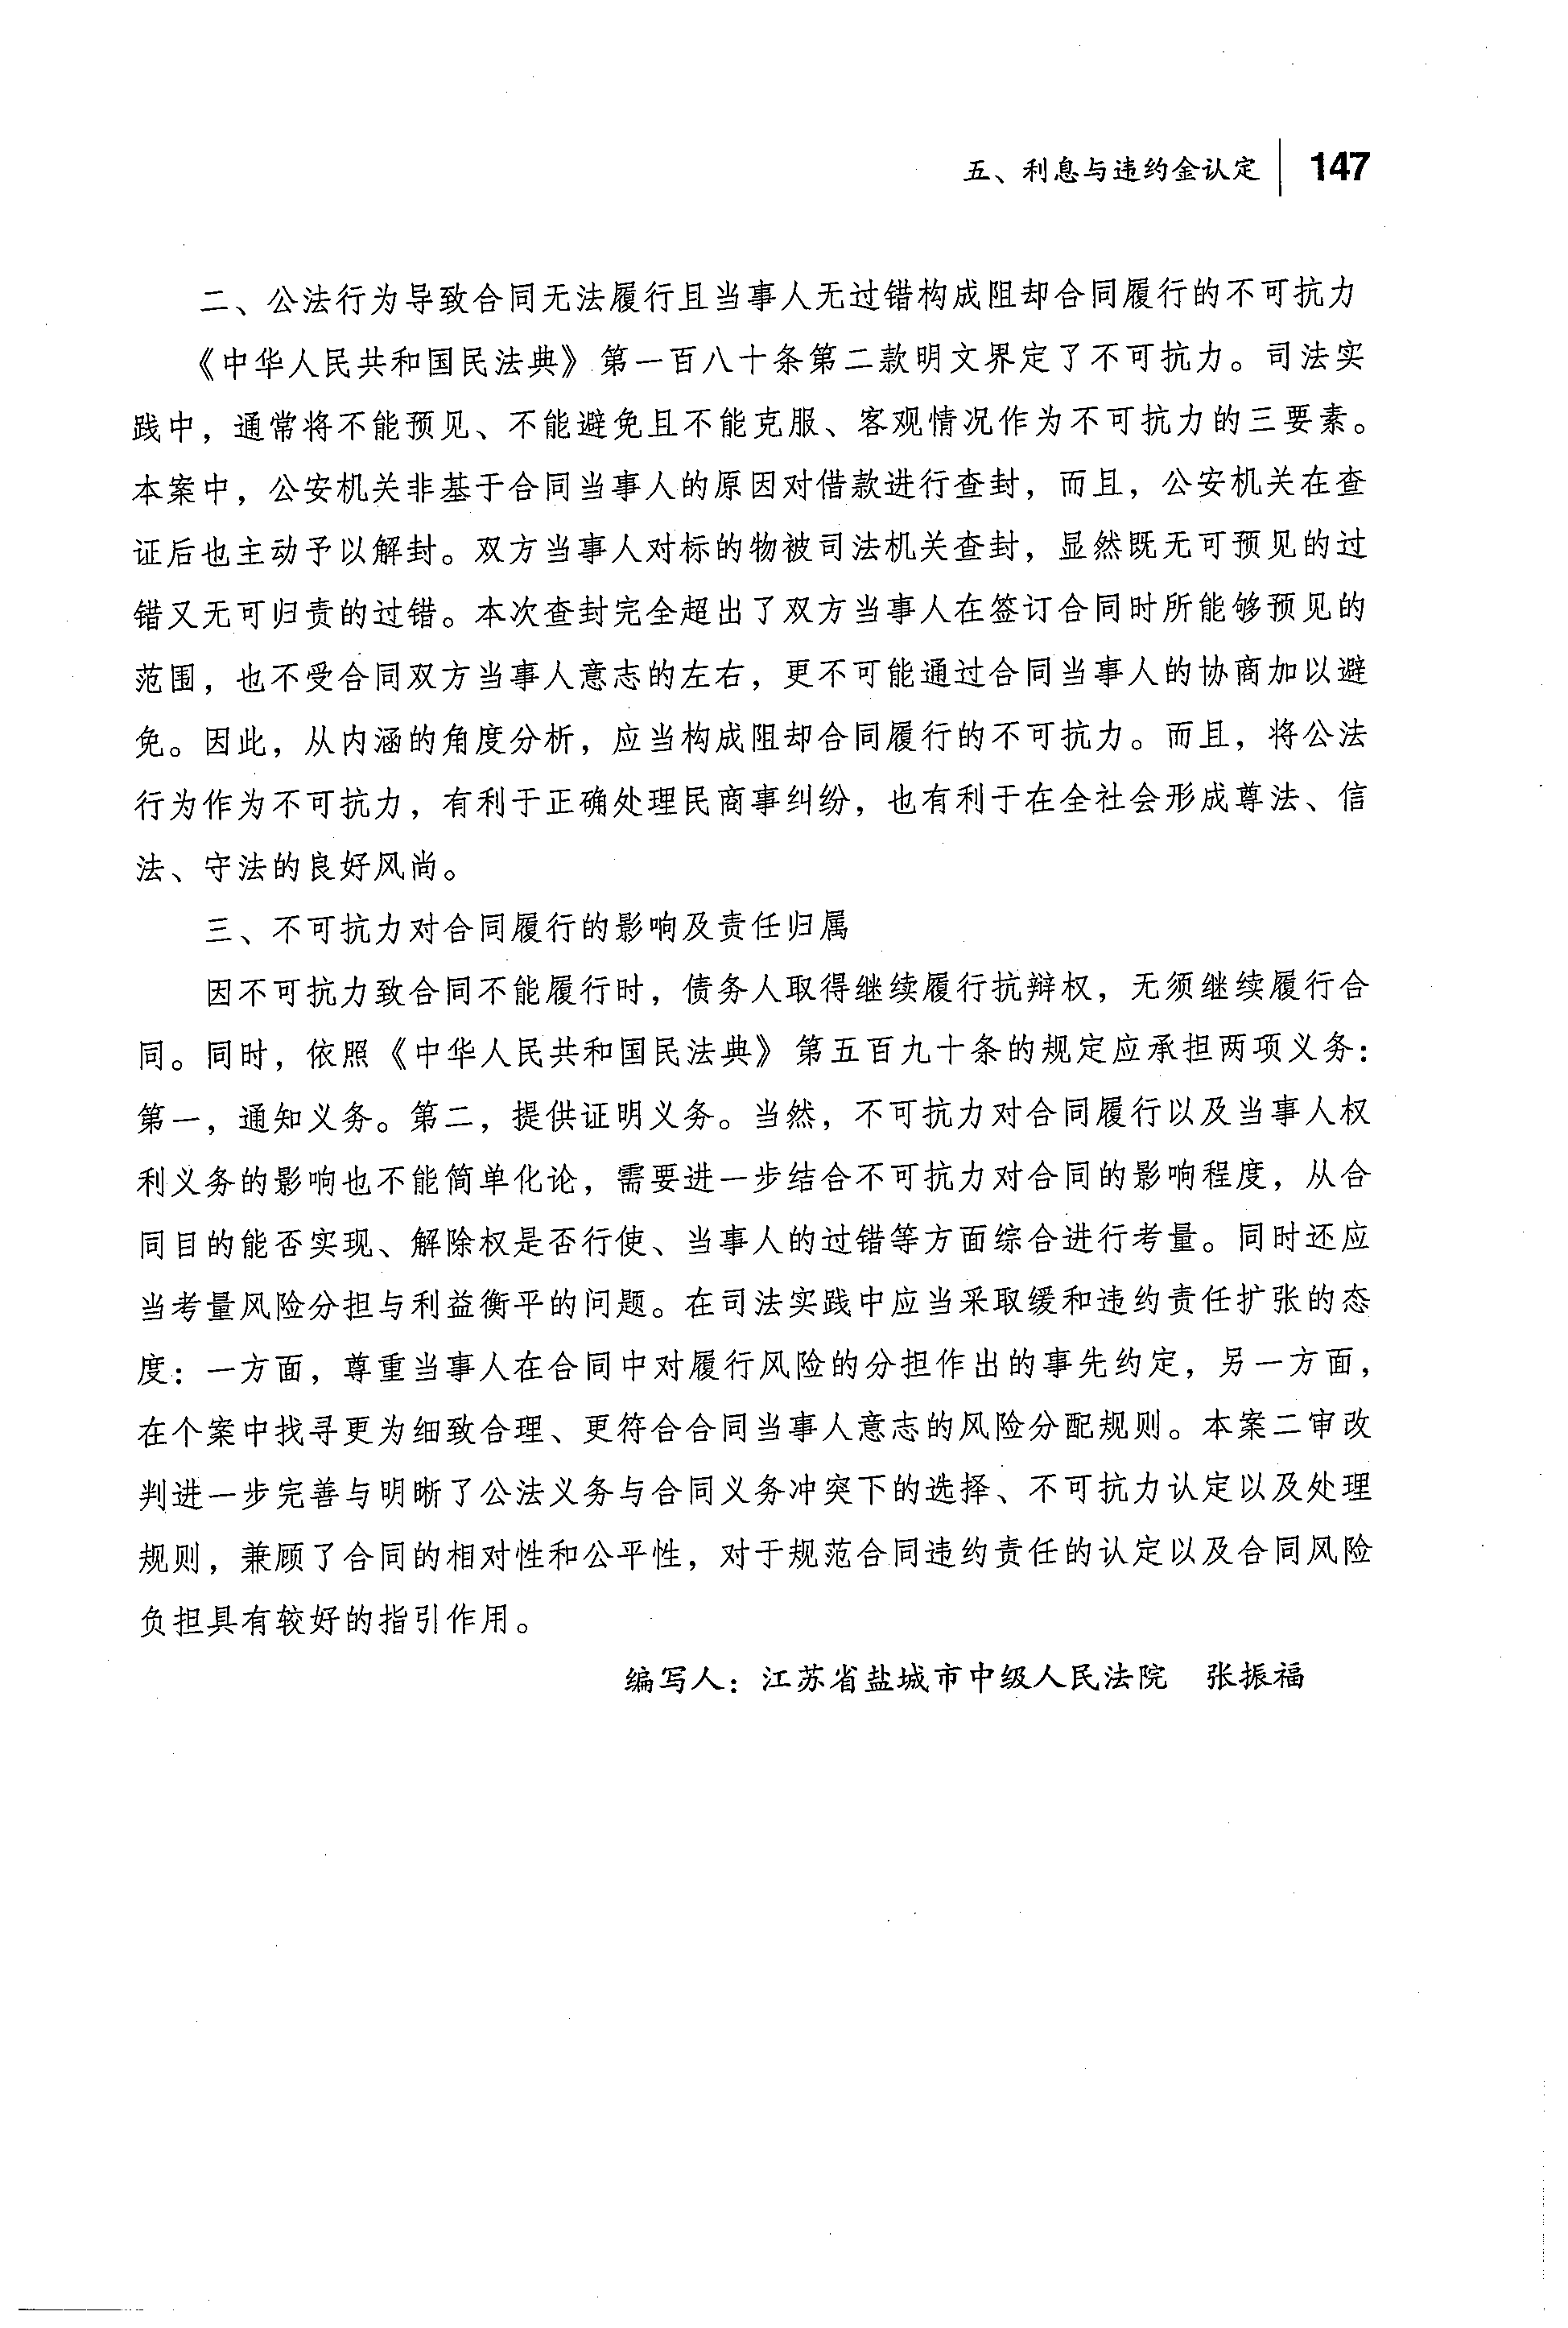 五、利息与违约金认定 147
二、公法行为导致合同无法履行且当事人无过错构成阻却合同履行的不可抗力
《中华人民共和国民法典》第一百八十条第二款明文界定了不可抗力。司法实
践中，通常将不能预见、不能避免且不能克服、客观情况作为不可抗力的三要素。
本案中，公安机关非基于合同当事人的原因对借款进行查封，而且，公安机关在查
证后也主动予以解封。双方当事人对标的物被司法机关查封，显然既无可预见的过
错又无可归责的过错。本次查封完全超出了双方当事人在签订合同时所能够预见的
范围，也不受合同双方当事人意志的左右，更不可能通过合同当事人的协商加以避
免。因此，从内涵的角度分析，应当构成阻却合同履行的不可抗力。而且，将公法
行为作为不可抗力，有利于正确处理民商事纠纷，也有利于在全社会形成尊法、信
法、守法的良好风尚。
三、不可抗力对合同履行的影响及责任归属
因不可抗力致合同不能履行时，债务人取得继续履行抗辩权，无须继续履行合
同。同时，依照《中华人民共和国民法典》第五百九十条的规定应承担两项义务：
第一，通知义务。第二，提供证明义务。当然，不可抗力对合同履行以及当事人权
利义务的影响也不能简单化论，需要进一步结合不可抗力对合同的影响程度，从合
同目的能否实现、解除权是否行使、当事人的过错等方面综合进行考量。同时还应
当考量风险分担与利益衡平的问题。在司法实践中应当采取缓和违约责任扩张的态
度：一方面，尊重当事人在合同中对履行风险的分担作出的事先约定，另一方面，
在个案中找寻更为细致合理、更符合合同当事人意志的风险分配规则。本案二审改
判进一步完善与明晰了公法义务与合同义务冲突下的选择、不可抗力认定以及处理
规则，兼顾了合同的相对性和公平性，对于规范合同违约责任的认定以及合同风险
负担具有较好的指引作用。
编写人：江苏省盐城市中级人民法院 张振福